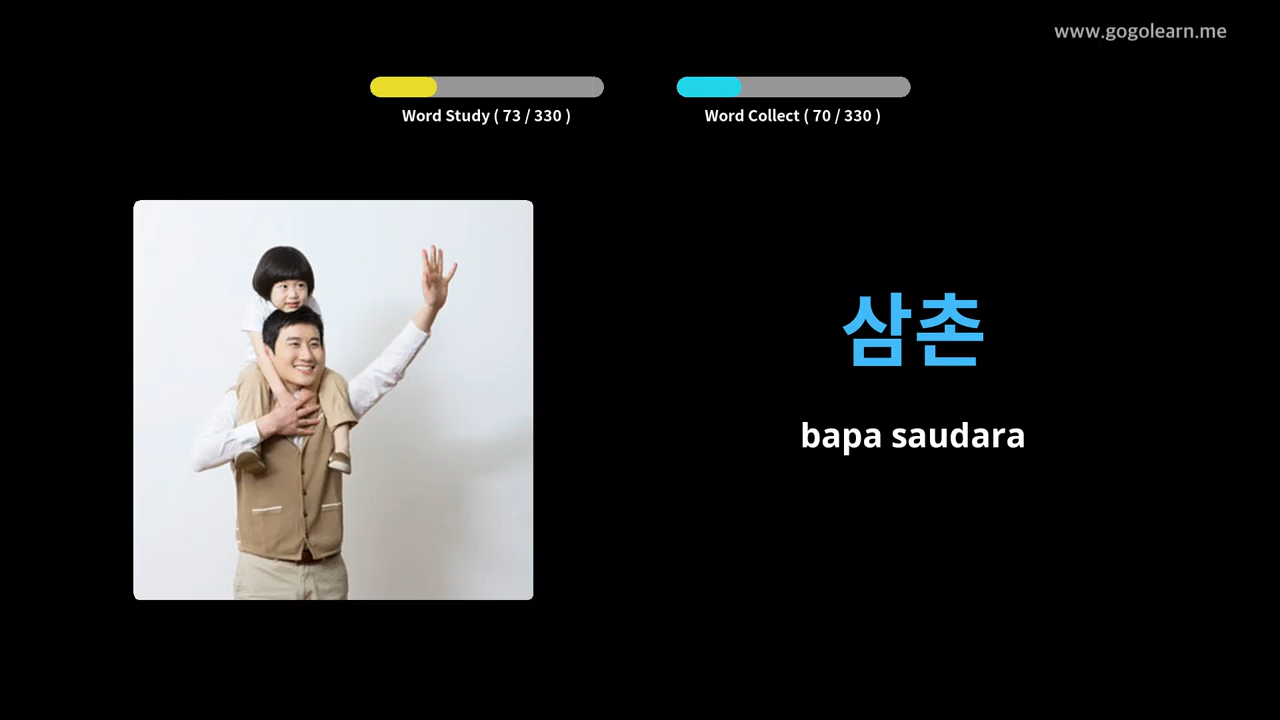 www.gogolearn.me
Word Study ( 73 / 330 )
Word Collect ( 70 / 330 )
삼촌
bapa saudara